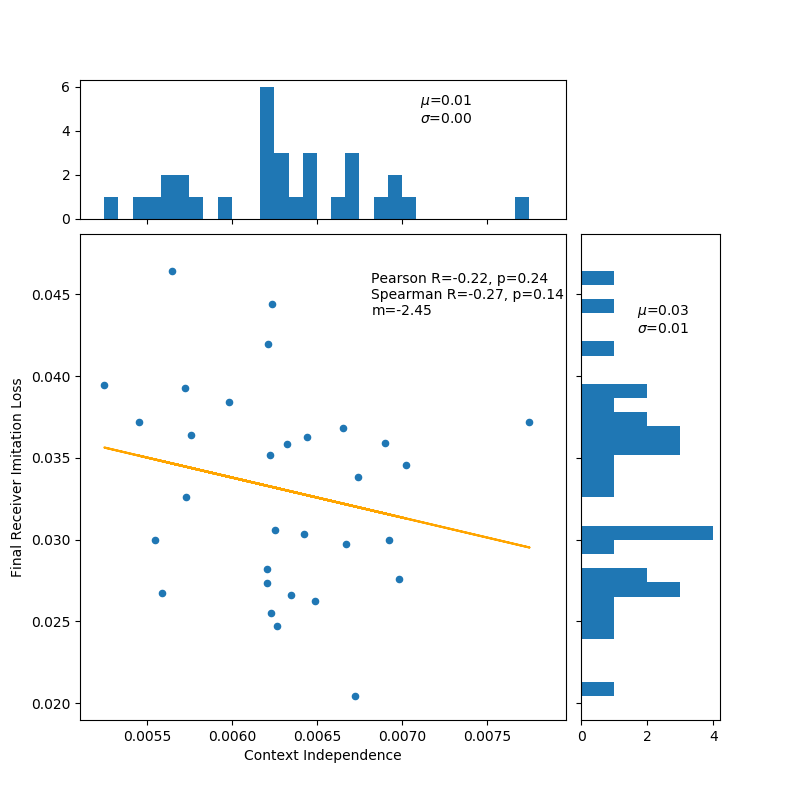 6
4
2
0
μ=0.01
σ=0.00
Pearson R=-0.22, p=0.24
Spearman R=-0.27, p=0.14
m=-2.45
μ=0.03
σ=0.01
0.045
0.040
0.035
0.030
0.025
0.020
Final Receiver Imitation Loss
0.0055 0.0060 0.0065 0.0070 0.0075
Context Independence
0 2 4